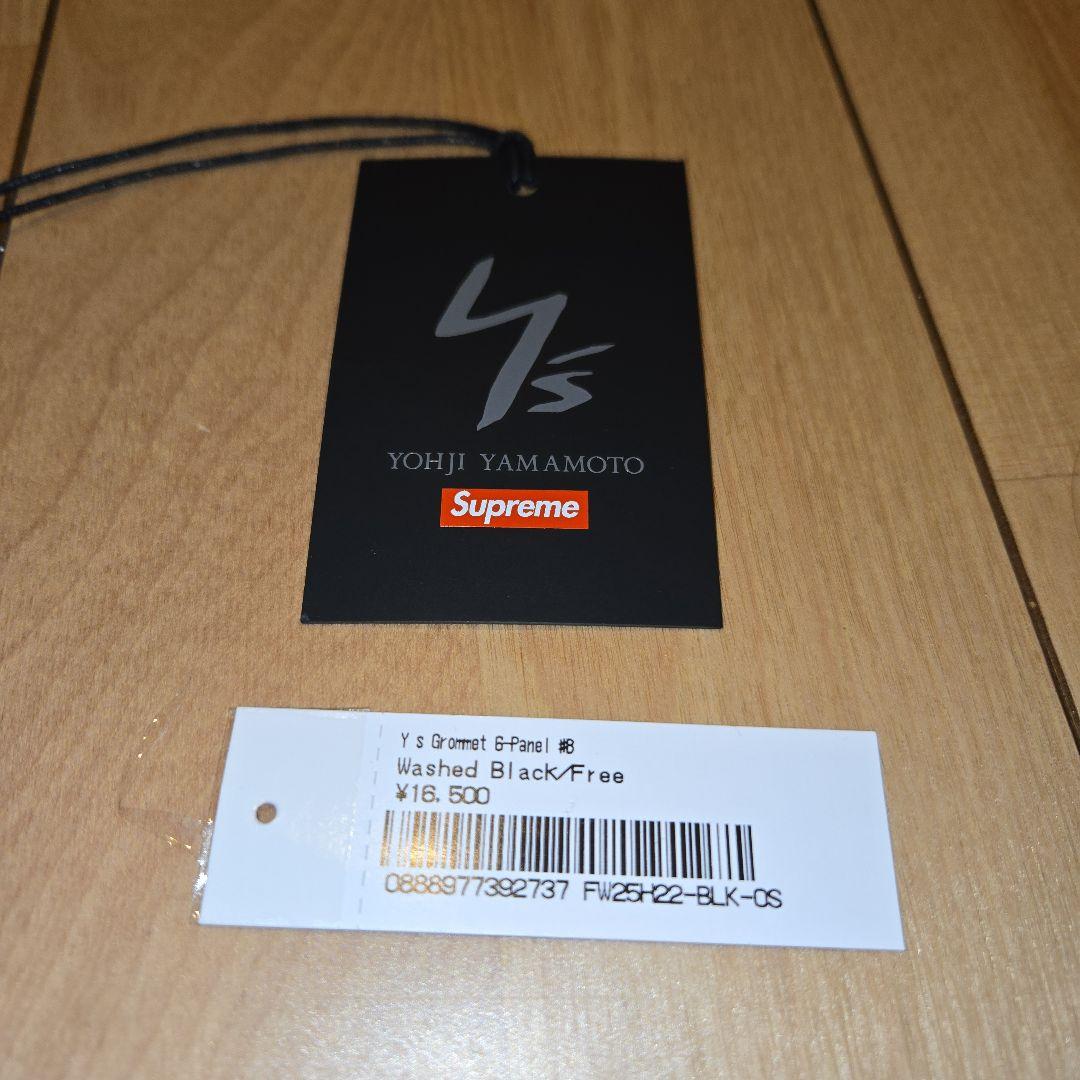 Y's
YOHJI YAMAMOTO
Supreme
Y s Grommet 6-Panel #8
Washed Black/Free
¥16,500
0888977392737 FW25H22-BLK-OS